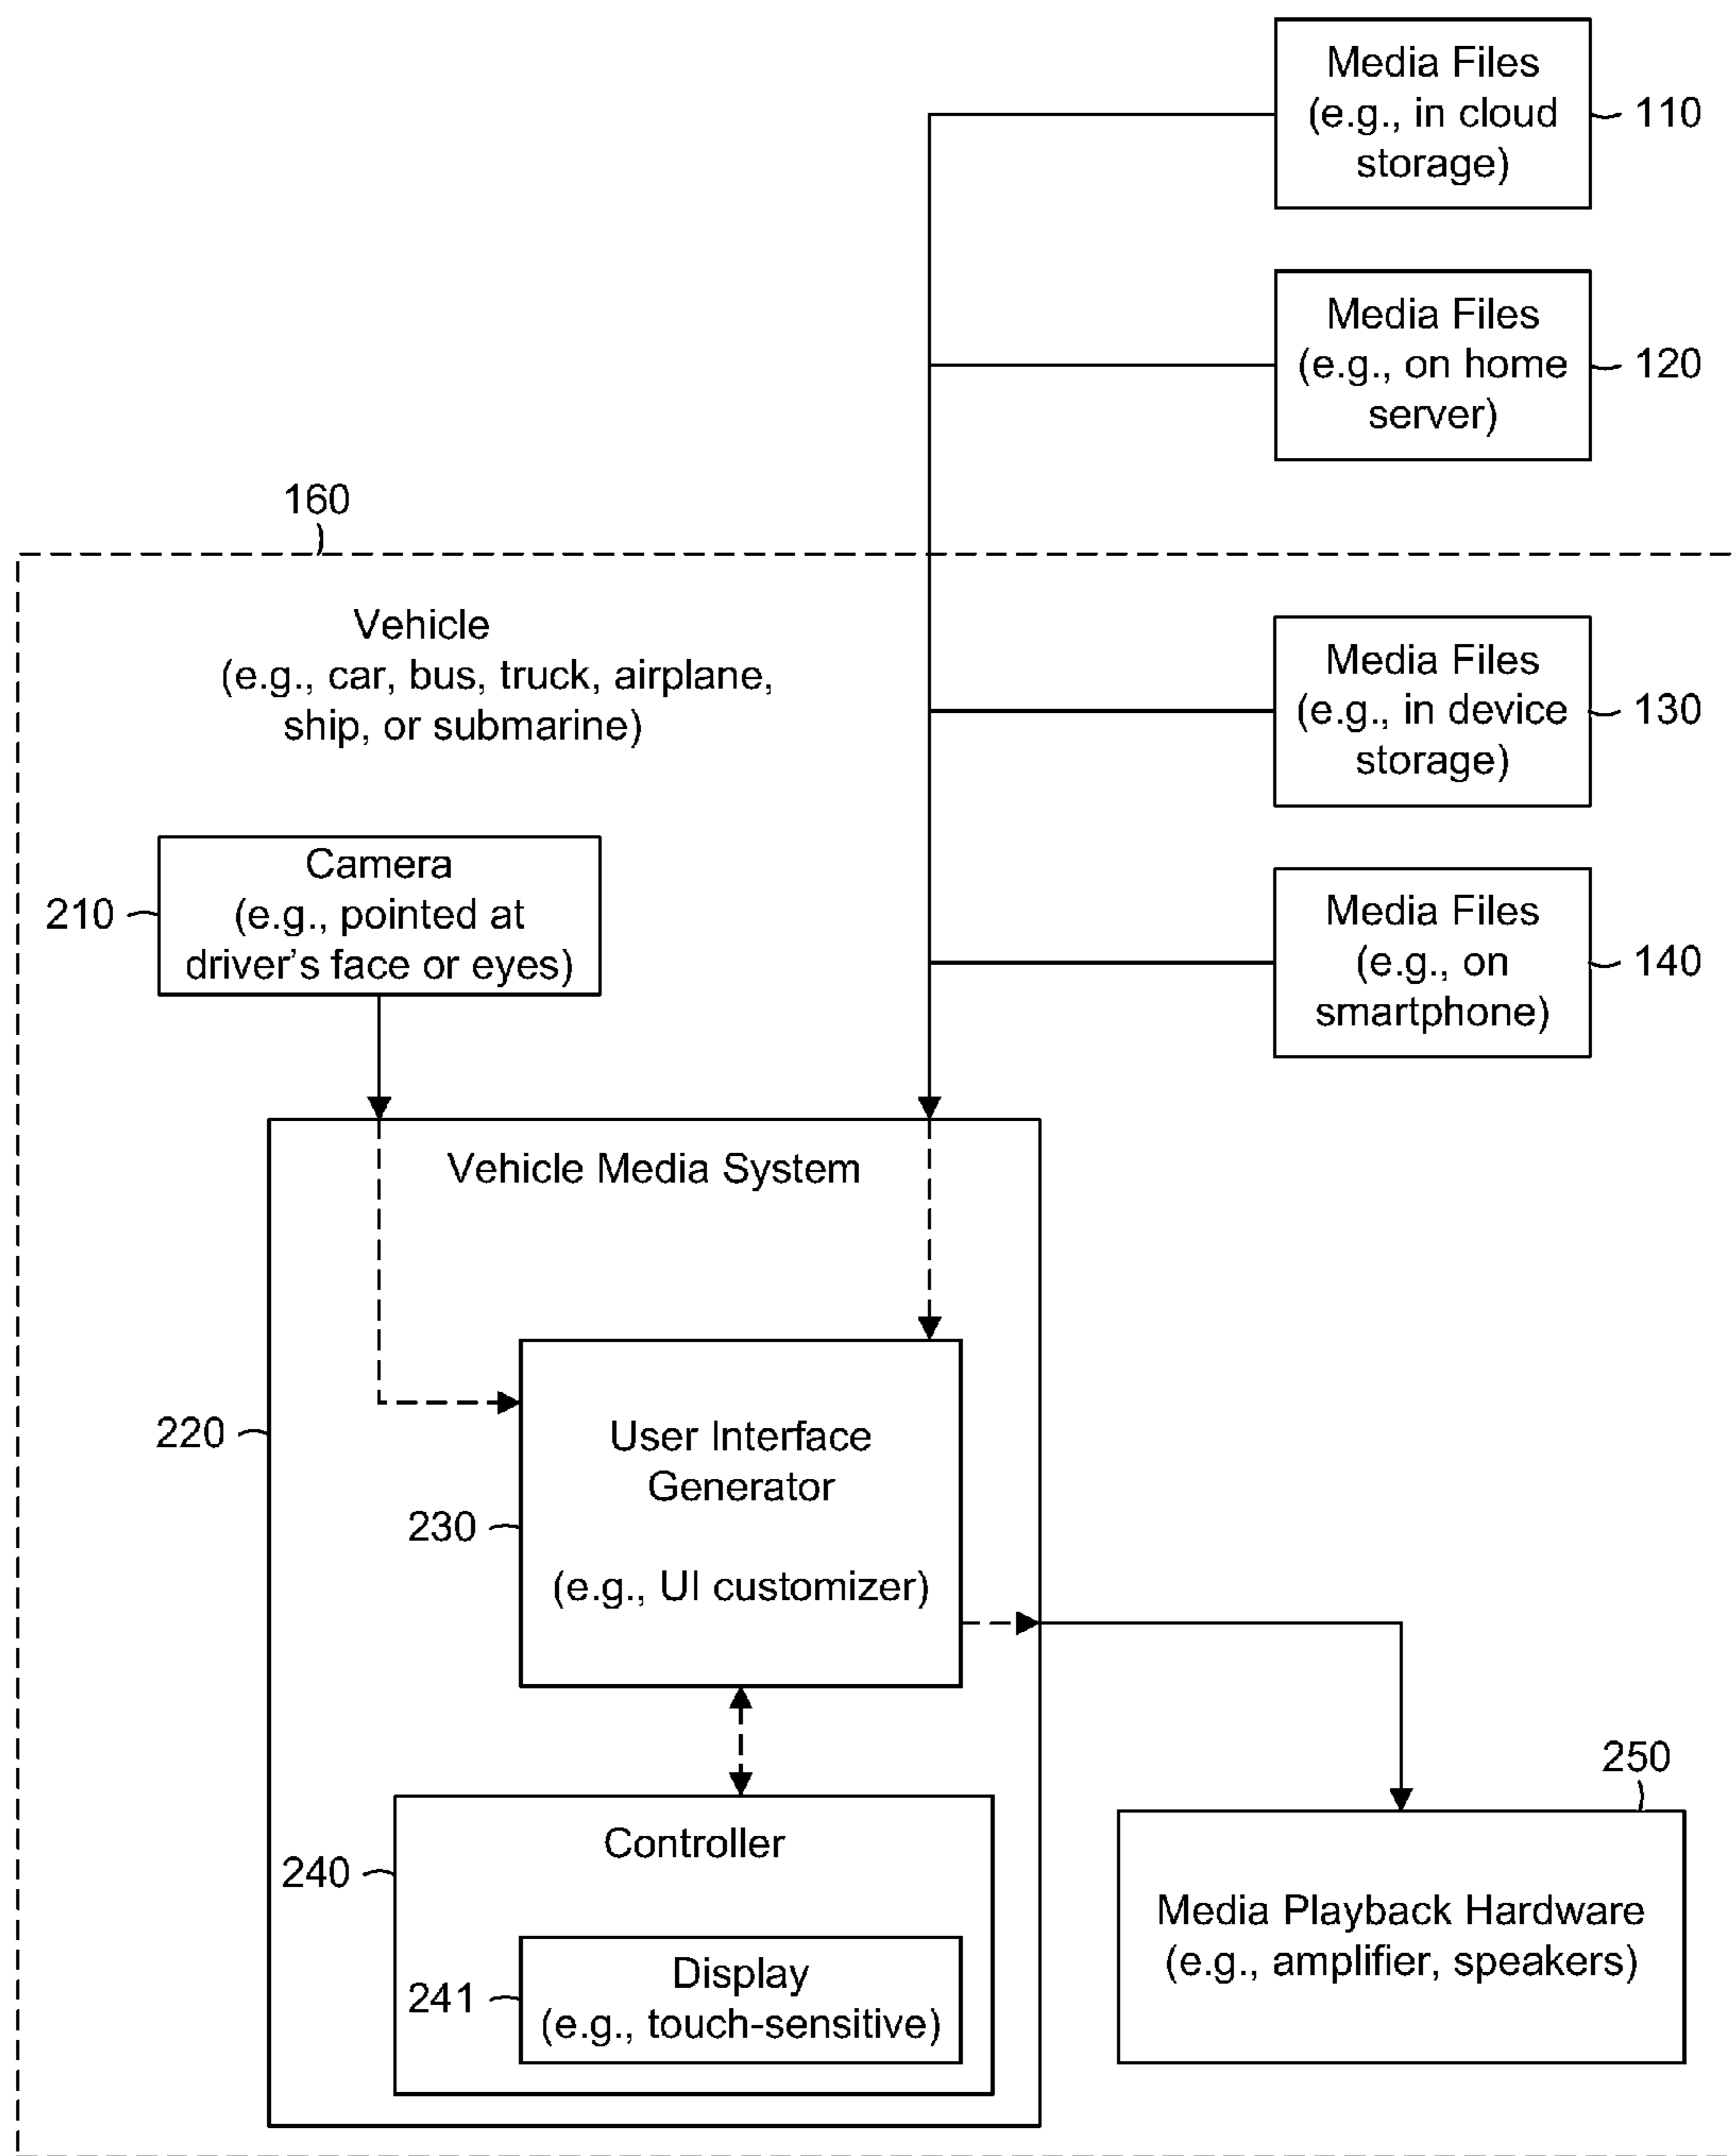 Media Files
(e.g., in cloud
storage)
110
Media Files
(e.g., on home
server)
120
160
Vehicle
(e.g., car, bus, truck, airplane,
ship, or submarine)
Media Files
(e.g., in device
storage)
130
Camera
(e.g., pointed at
driver's face or eyes)
210
Media Files
(e.g., on
smartphone)
140
Vehicle Media System
220
User Interface
Generator
(e.g., UI customizer)
230
Controller
240
Display
(e.g., touch-sensitive)
241
250
Media Playback Hardware
(e.g., amplifier, speakers)